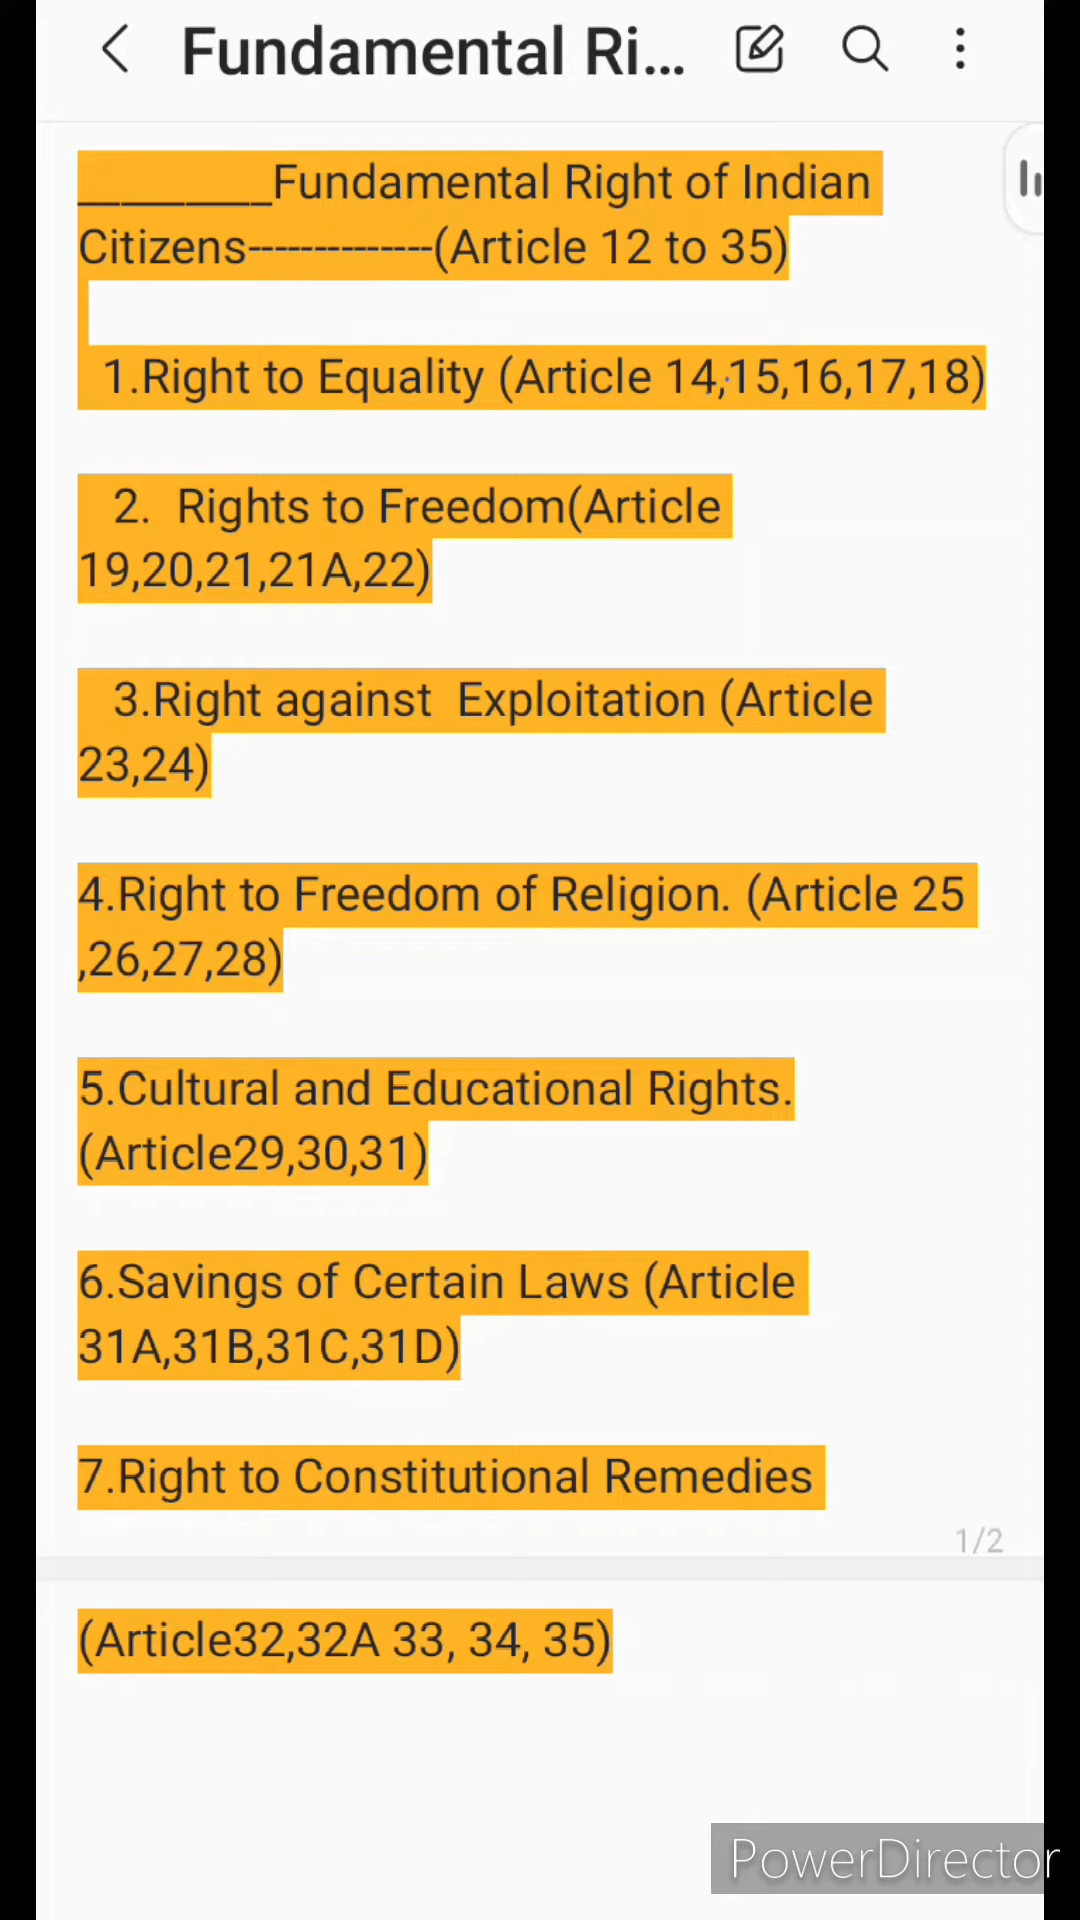 Fundamental Ri...
_________Fundamental Right of Indian
Citizens--------------(Article 12 to 35)
1.Right to Equality (Article 14,15,16,17,18)
2. Rights to Freedom(Article
19,20,21,21A,22)
3.Right against Exploitation (Article
23,24)
4.Right to Freedom of Religion. (Article 25
,26,27,28)
5.Cultural and Educational Rights.
(Article29,30,31)
6.Savings of Certain Laws (Article
31A,31B,31C,31D)
7.Right to Constitutional Remedies
1/2
(Article32,32A 33, 34, 35)
PowerDirector